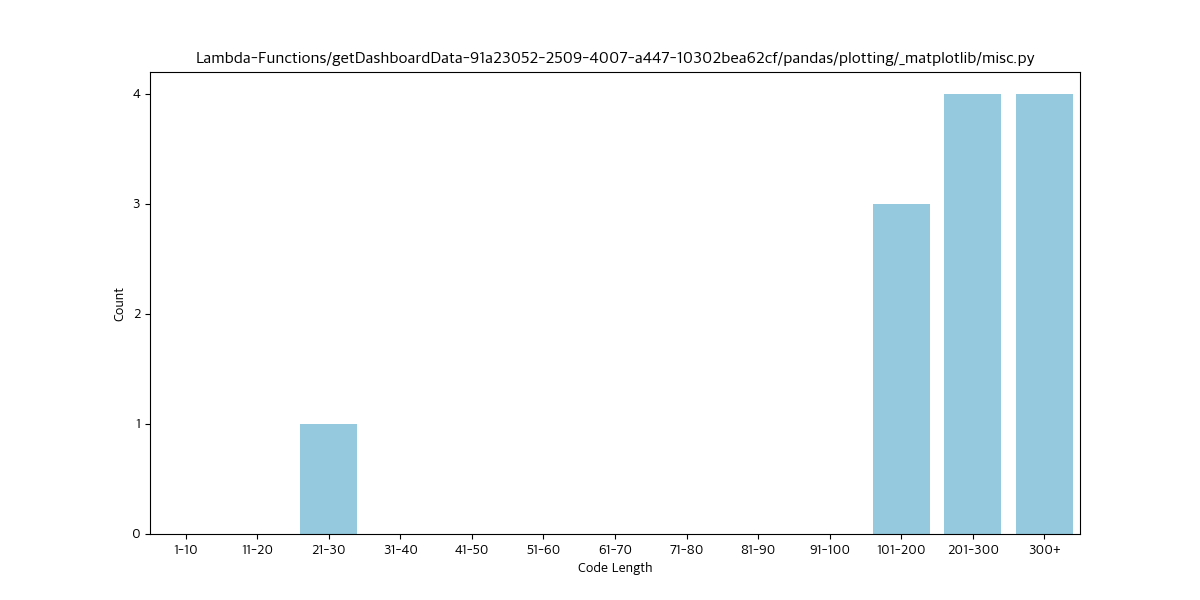 Lambda-Functions/getDashboardData-91a23052-2509-4007-a447-10302bea62cf/pandas/plotting/_matplotlib/misc.py
4
3
2
1
0
Count
1-10 11-20 21-30 31-40 41-50 51-60 61-70 71-80 81-90 91-100 101-200 201-300 300+
Code Length